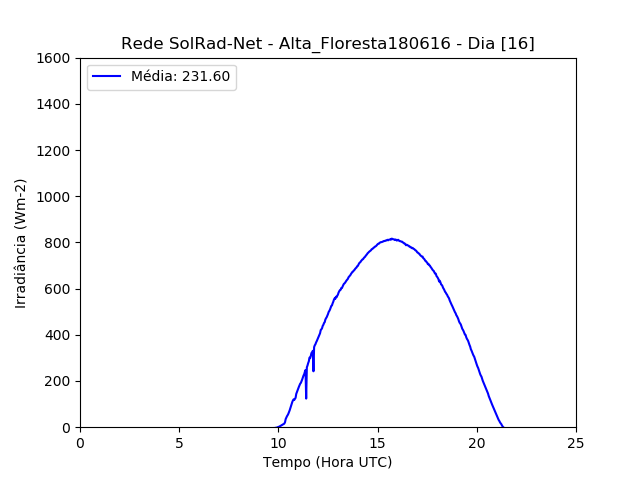 Rede SolRad-Net - Alta_Floresta180616 - Dia [16]
Média: 231.60
1600
1400
1200
1000
800
600
400
200
0
Irradiância (Wm-2)
0 5 10 15 20 25
Tempo (Hora UTC)